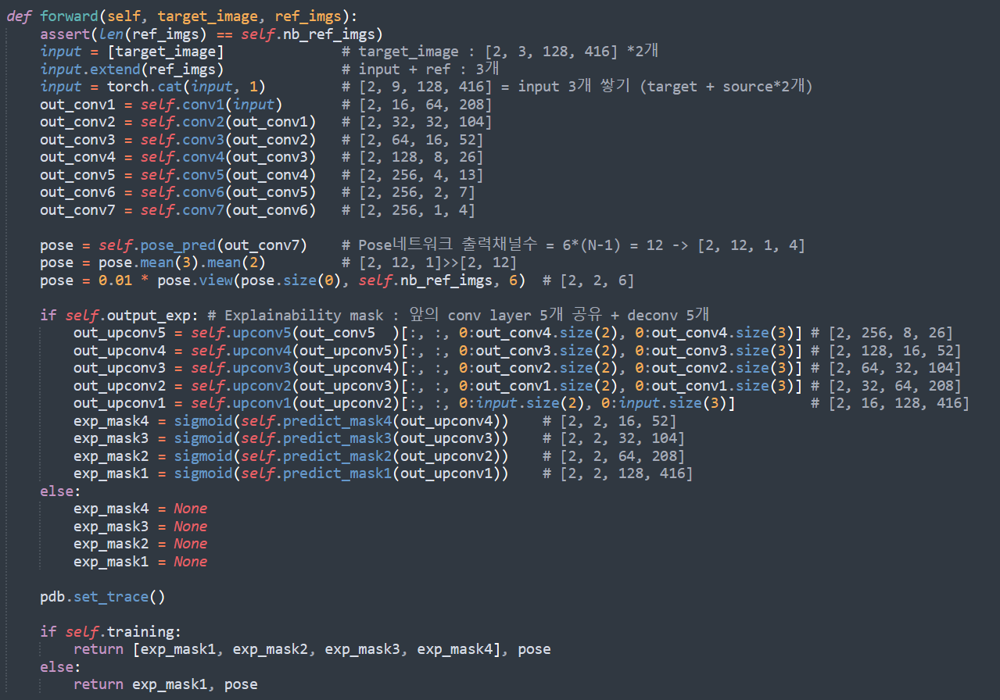 def forward(self, target_image, ref_imgs):
    assert(len(ref_imgs) == self.nb_ref_imgs)
    input = [target_image]              # target_image : [2, 3, 128, 416] *2개
    input.extend(ref_imgs)              # input + ref : 3개
    input = torch.cat(input, 1)         # [2, 9, 128, 416] = input 3개 쌓기 (target + source*2개)
    out_conv1 = self.conv1(input)       # [2, 16, 64, 208]
    out_conv2 = self.conv2(out_conv1)   # [2, 32, 32, 104]
    out_conv3 = self.conv3(out_conv2)   # [2, 64, 16, 52]
    out_conv4 = self.conv4(out_conv3)   # [2, 128, 8, 26]
    out_conv5 = self.conv5(out_conv4)   # [2, 256, 4, 13]
    out_conv6 = self.conv6(out_conv5)   # [2, 256, 2, 7]
    out_conv7 = self.conv7(out_conv6)   # [2, 256, 1, 4]

    pose = self.pose_pred(out_conv7)    # Pose네트워크 출력채널수 = 6*(N-1) = 12 -> [2, 12, 1, 4]
    pose = pose.mean(3).mean(2)         # [2, 12, 1]>>[2, 12]
    pose = 0.01 * pose.view(pose.size(0), self.nb_ref_imgs, 6)  # [2, 2, 6]

    if self.output_exp: # Explainability mask : 앞의 conv layer 5개 공유 + deconv 5개
        out_upconv5 = self.upconv5(out_conv5  )[:, :, 0:out_conv4.size(2), 0:out_conv4.size(3)] # [2, 256, 8, 26]
        out_upconv4 = self.upconv4(out_upconv5)[:, :, 0:out_conv3.size(2), 0:out_conv3.size(3)] # [2, 128, 16, 52]
        out_upconv3 = self.upconv3(out_upconv4)[:, :, 0:out_conv2.size(2), 0:out_conv2.size(3)] # [2, 64, 32, 104]
        out_upconv2 = self.upconv2(out_upconv3)[:, :, 0:out_conv1.size(2), 0:out_conv1.size(3)] # [2, 32, 64, 208]
        out_upconv1 = self.upconv1(out_upconv2)[:, :, 0:input.size(2), 0:input.size(3)]         # [2, 16, 128, 416]
        exp_mask4 = sigmoid(self.predict_mask4(out_upconv4))    # [2, 2, 16, 52]
        exp_mask3 = sigmoid(self.predict_mask3(out_upconv3))    # [2, 2, 32, 104]
        exp_mask2 = sigmoid(self.predict_mask2(out_upconv2))    # [2, 2, 64, 208]
        exp_mask1 = sigmoid(self.predict_mask1(out_upconv1))    # [2, 2, 128, 416]
    else:
        exp_mask4 = None
        exp_mask3 = None
        exp_mask2 = None
        exp_mask1 = None

    pdb.set_trace()

    if self.training:
        return [exp_mask1, exp_mask2, exp_mask3, exp_mask4], pose
    else:
        return exp_mask1, pose